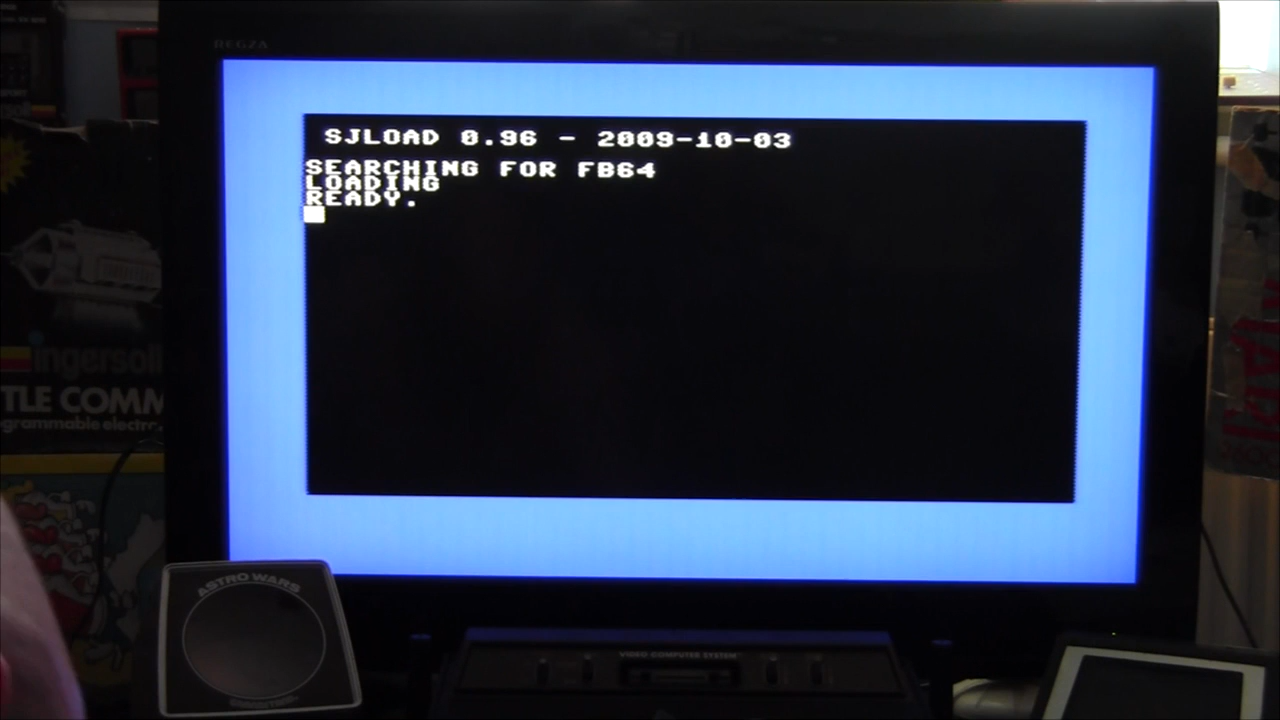 REGZA
SJLOAD 0.96 - 2009-10-03
SEARCHING FOR FB64
LOADING
READY.
ingersoll
TLE COMM
grammable electro
ASTRO WARS
VIDEO COMPUTER SYSTEM